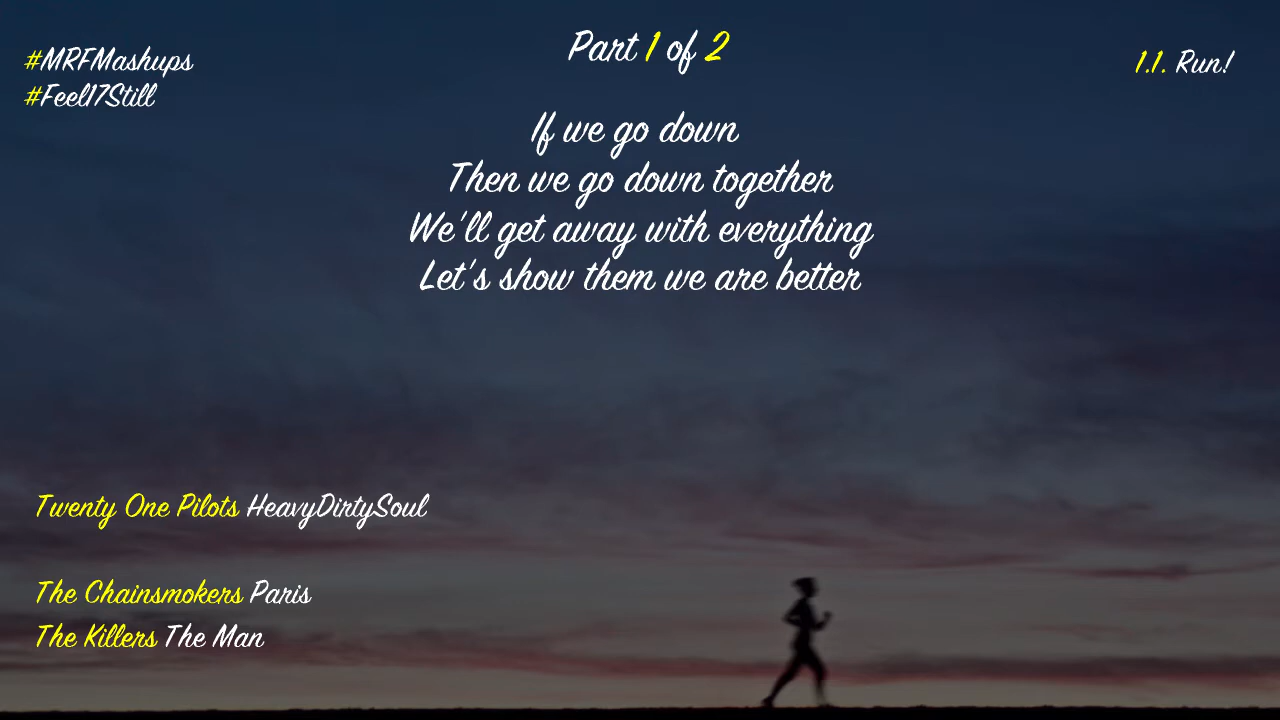 #MRFMashups
#Feel17Still
Part 1 of 2
1.1. Run!
If we go down
Then we go down together
We'll get away with everything
Let's show them we are better
Twenty One Pilots HeavyDirtySoul
The Chainsmokers Paris
The Killers The Man